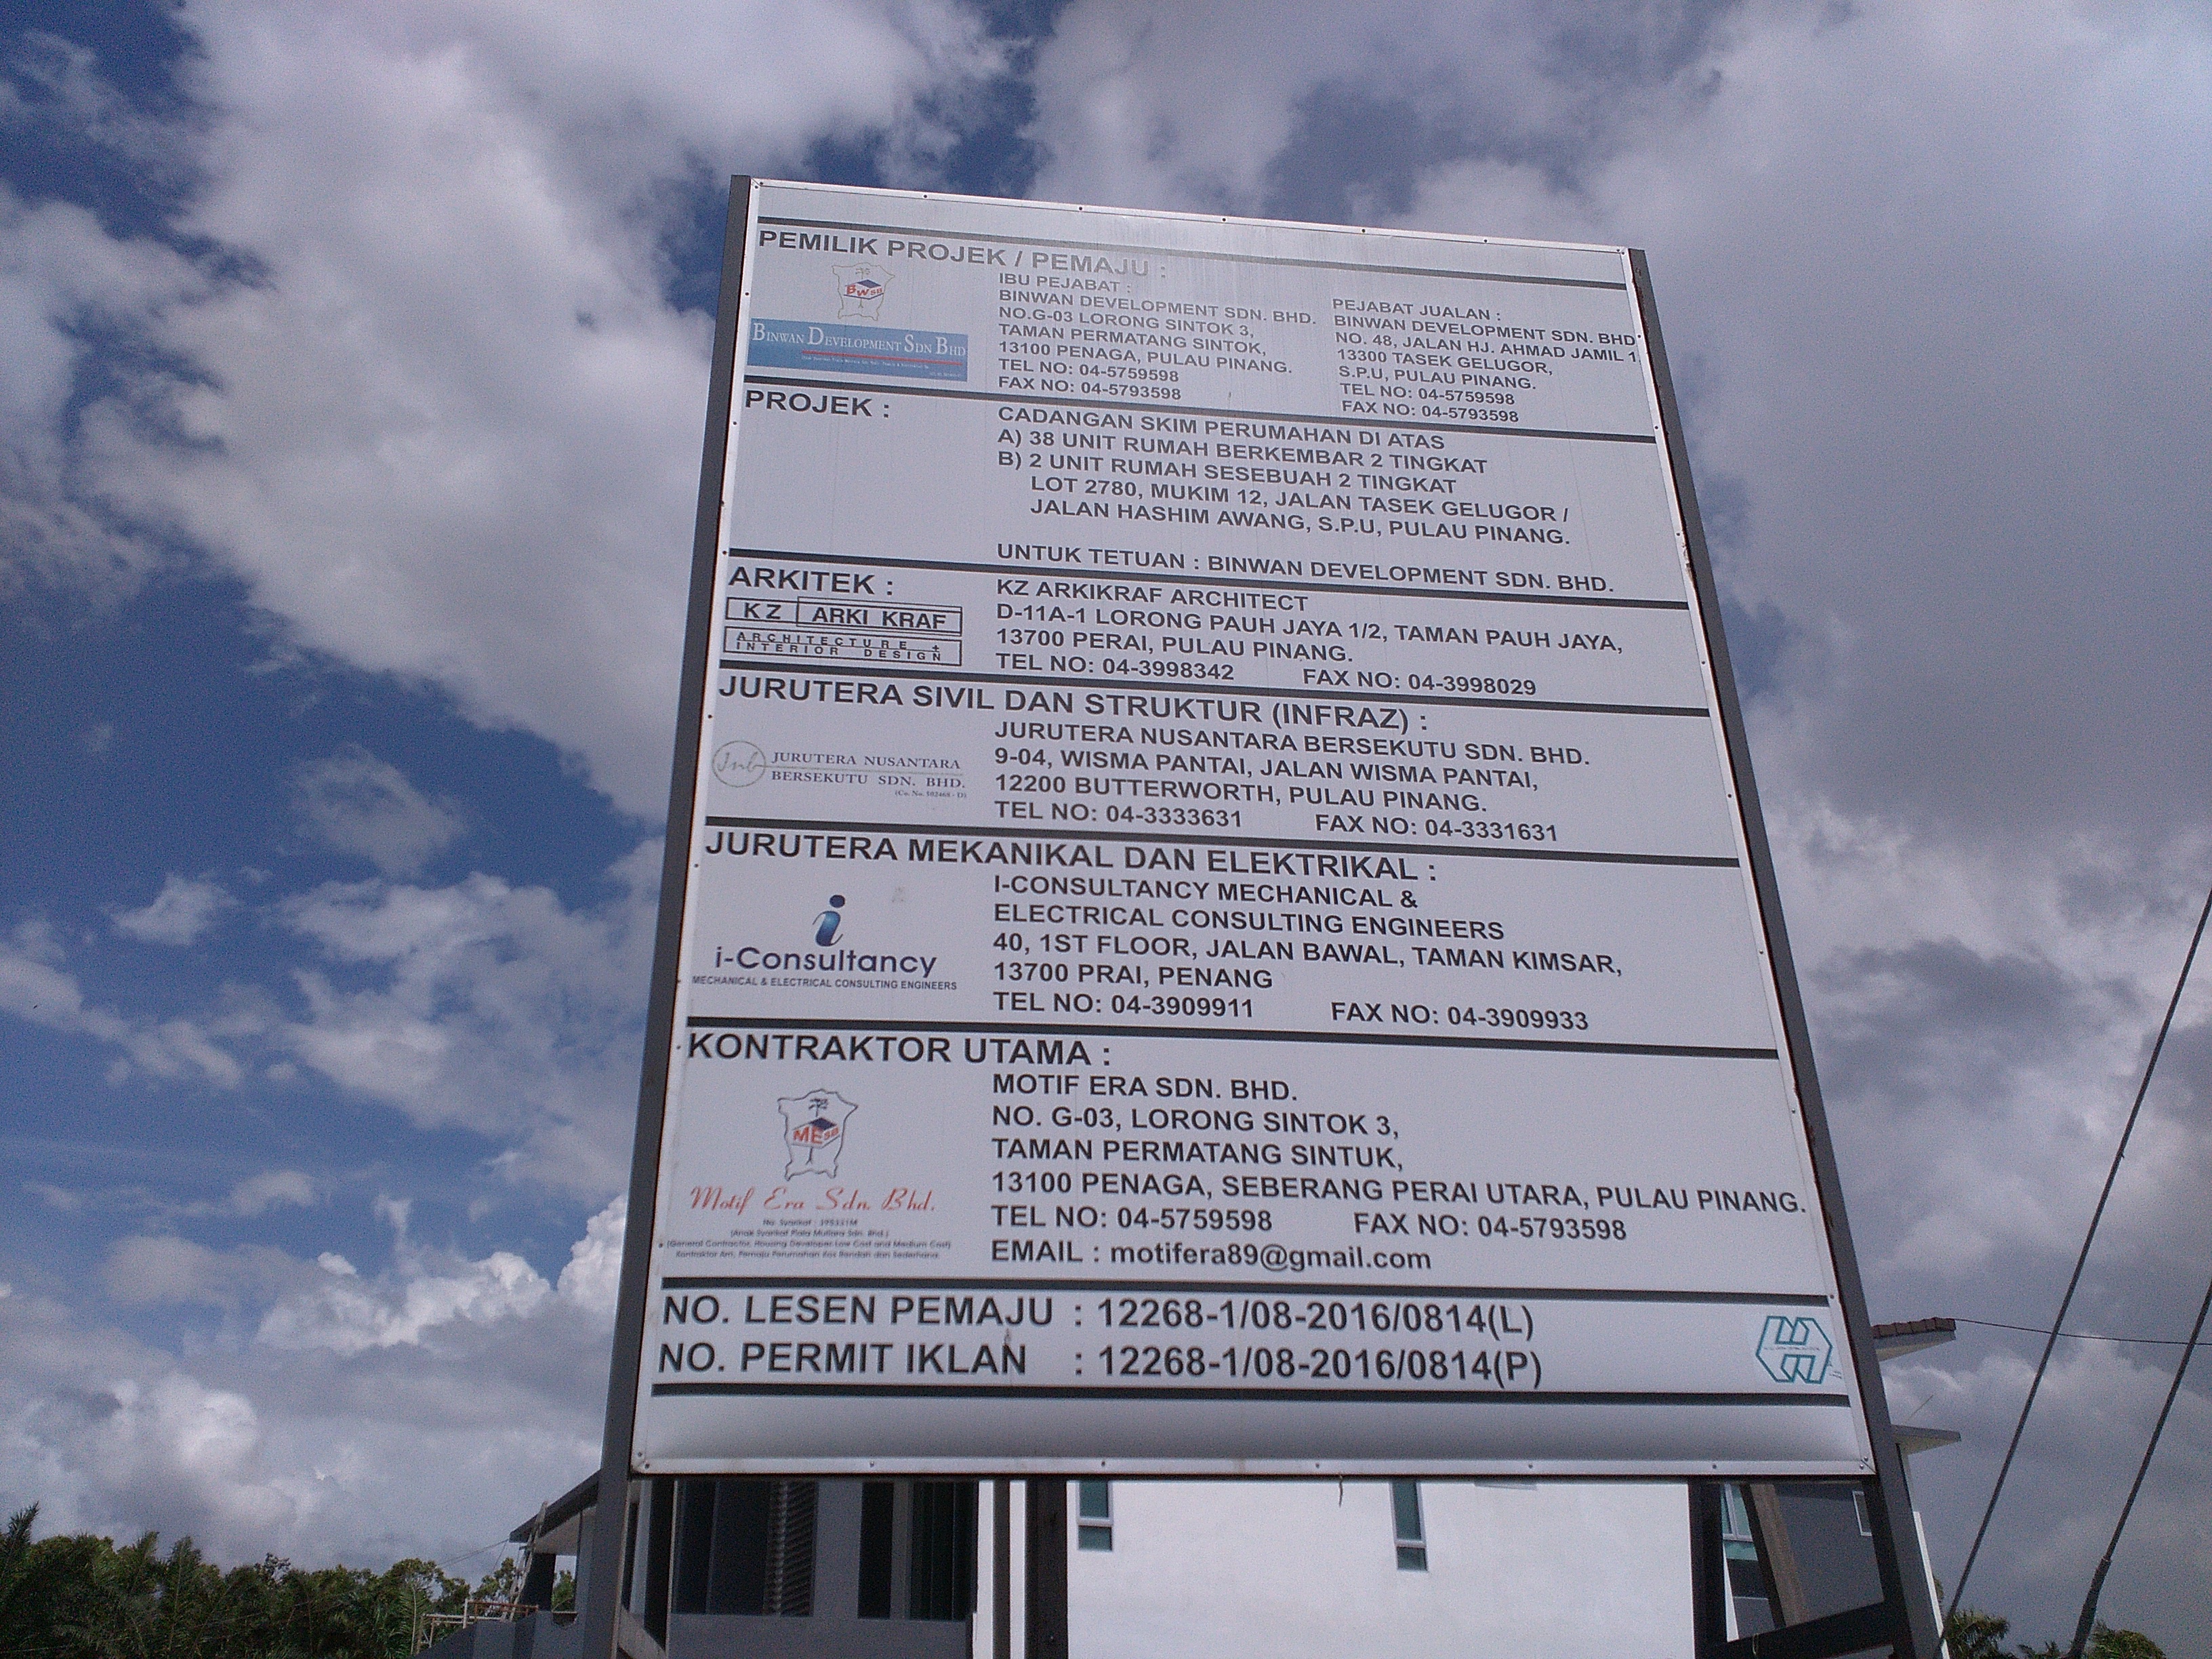 PEMILIK PROJEK / PEMAJU :
BWSB
BINWAN DEVELOPMENT SDN BHD
IBU PEJABAT :
BINWAN DEVELOPMENT SDN. BHD.
NO.G-03 LORONG SINTOK 3,
TAMAN PERMATANG SINTOK,
13100 PENAGA, PULAU PINANG.
TEL NO: 04-5759598
FAX NO: 04-5793598
PEJABAT JUALAN :
BINWAN DEVELOPMENT SDN. BHD.
NO. 48, JALAN HJ. AHMAD JAMIL 1
13300 TASEK GELUGOR,
S.P.U, PULAU PINANG.
TEL NO: 04-5759598
FAX NO: 04-5793598
PROJEK :
CADANGAN SKIM PERUMAHAN DI ATAS
A) 38 UNIT RUMAH BERKEMBAR 2 TINGKAT
B) 2 UNIT RUMAH SESEBUAH 2 TINGKAT
LOT 2780, MUKIM 12, JALAN TASEK GELUGOR /
JALAN HASHIM AWANG, S.P.U, PULAU PINANG.
UNTUK TETUAN : BINWAN DEVELOPMENT SDN. BHD.
ARKITEK :
KZ ARKI KRAF
ARCHITECTURE +
INTERIOR DESIGN
KZ ARKIKRAF ARCHITECT
D-11A-1 LORONG PAUH JAYA 1/2, TAMAN PAUH JAYA,
13700 PERAI, PULAU PINANG.
TEL NO: 04-3998342 FAX NO: 04-3998029
JURUTERA SIVIL DAN STRUKTUR (INFRAZ) :
Jnb JURUTERA NUSANTARA
BERSEKUTU SDN. BHD.
JURUTERA NUSANTARA BERSEKUTU SDN. BHD.
9-04, WISMA PANTAI, JALAN WISMA PANTAI,
12200 BUTTERWORTH, PULAU PINANG.
TEL NO: 04-3333631 FAX NO: 04-3331631
JURUTERA MEKANIKAL DAN ELEKTRIKAL :
i
i-Consultancy
MECHANICAL & ELECTRICAL CONSULTING ENGINEERS
I-CONSULTANCY MECHANICAL &
ELECTRICAL CONSULTING ENGINEERS
40, 1ST FLOOR, JALAN BAWAL, TAMAN KIMSAR,
13700 PRAI, PENANG
TEL NO: 04-3909911 FAX NO: 04-3909933
KONTRAKTOR UTAMA :
MESB
Motif Era Sdn. Bhd.
(Anak Syarikat Piala Mutiara Sdn. Bhd.)
(General Contractor, Housing Developer Low Cost and Medium Cost)
Kontraktor Am, Pemaju Perumahan Kos Rendah dan Sederhana
MOTIF ERA SDN. BHD.
NO. G-03, LORONG SINTOK 3,
TAMAN PERMATANG SINTUK,
13100 PENAGA, SEBERANG PERAI UTARA, PULAU PINANG.
TEL NO: 04-5759598 FAX NO: 04-5793598
EMAIL : motifera89@gmail.com
NO. LESEN PEMAJU : 12268-1/08-2016/0814(L)
NO. PERMIT IKLAN : 12268-1/08-2016/0814(P)